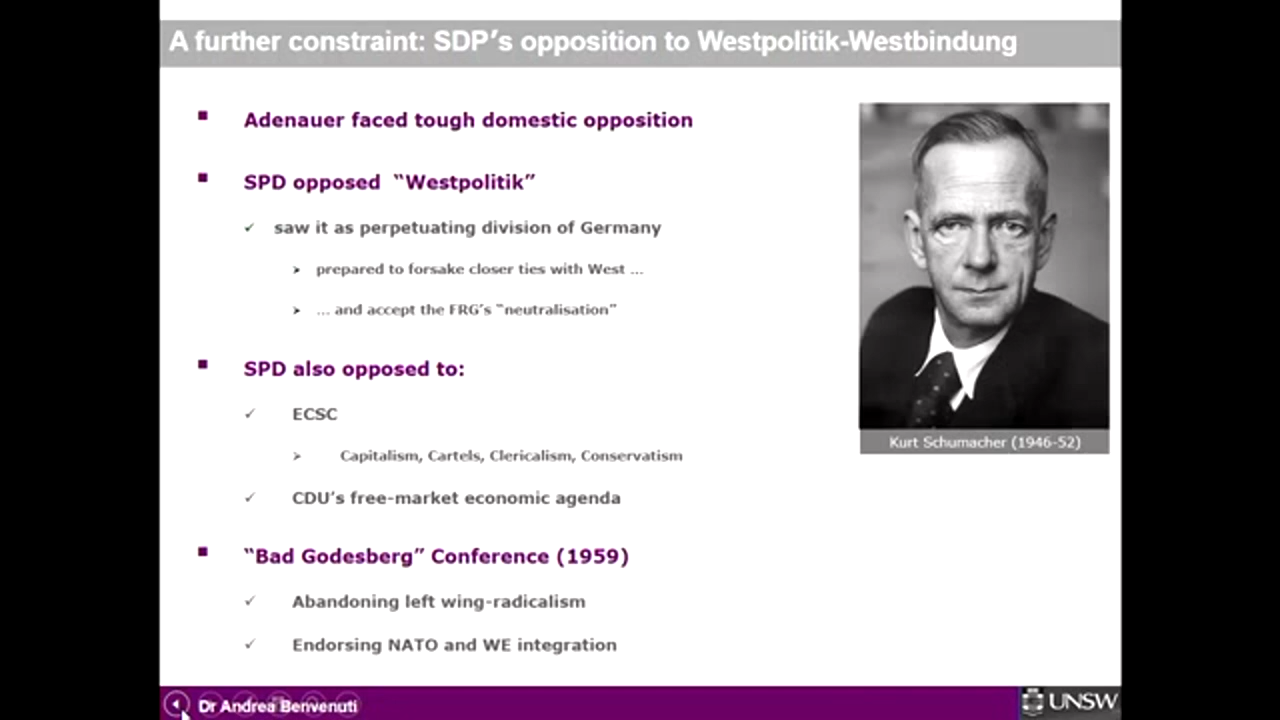 A further constraint: SDP’s opposition to Westpolitik-Westbindung
Adenauer faced tough domestic opposition
SPD opposed “Westpolitik”
saw it as perpetuating division of Germany
prepared to forsake closer ties with West ...
... and accept the FRG’s “neutralisation”
SPD also opposed to:
ECSC
Capitalism, Cartels, Clericalism, Conservatism
CDU’s free-market economic agenda
“Bad Godesberg” Conference (1959)
Abandoning left wing-radicalism
Endorsing NATO and WE integration
Kurt Schumacher (1946-52)
Dr Andrea Benvenuti
UNSW